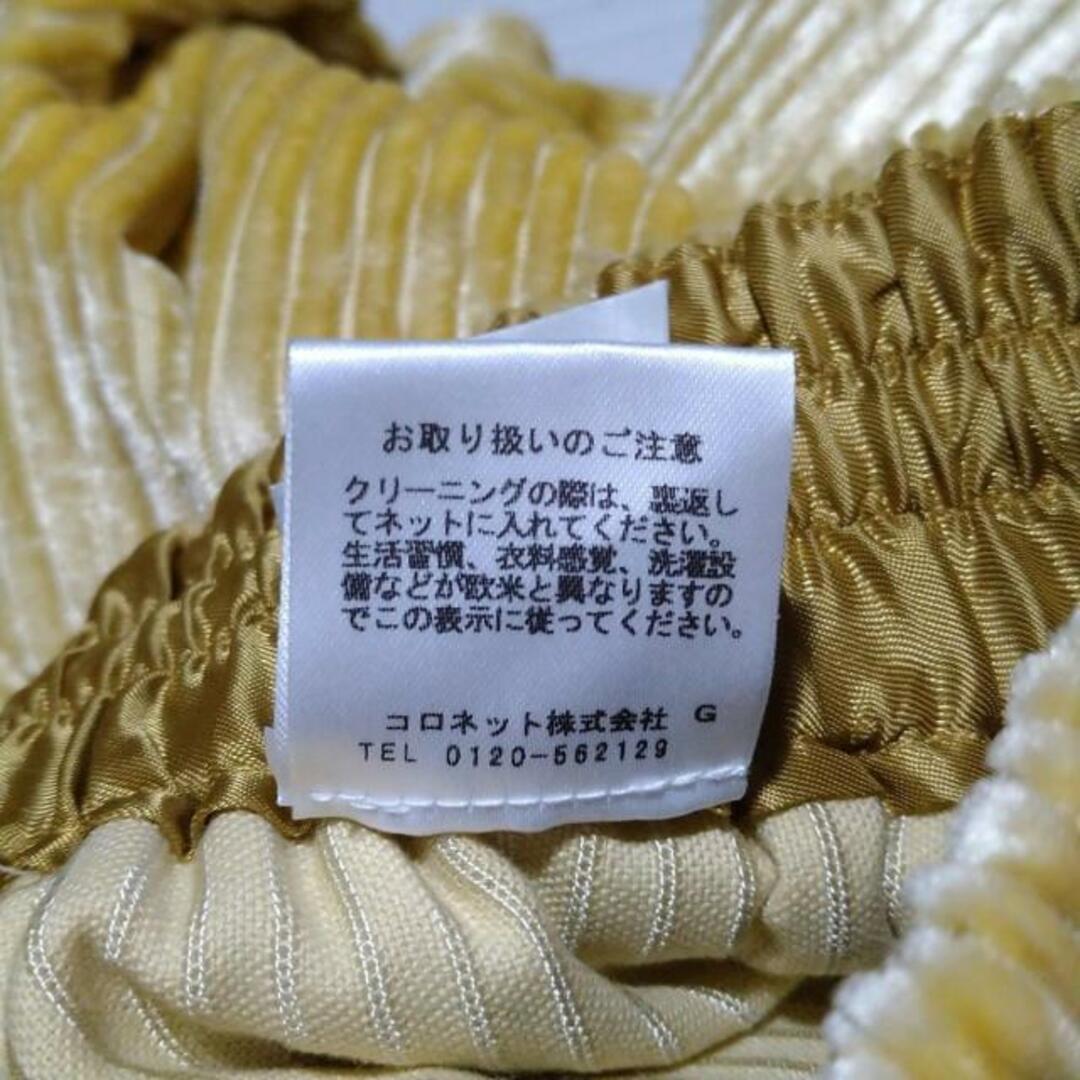 お取り扱いのご注意
クリーニングの際は、裏返し
てネットに入れてください。
生活習慣、衣料感覚、洗濯設
備などが欧米と異なりますの
でこの表示に従ってください。
コロネット株式会社 G
TEL 0120-562129